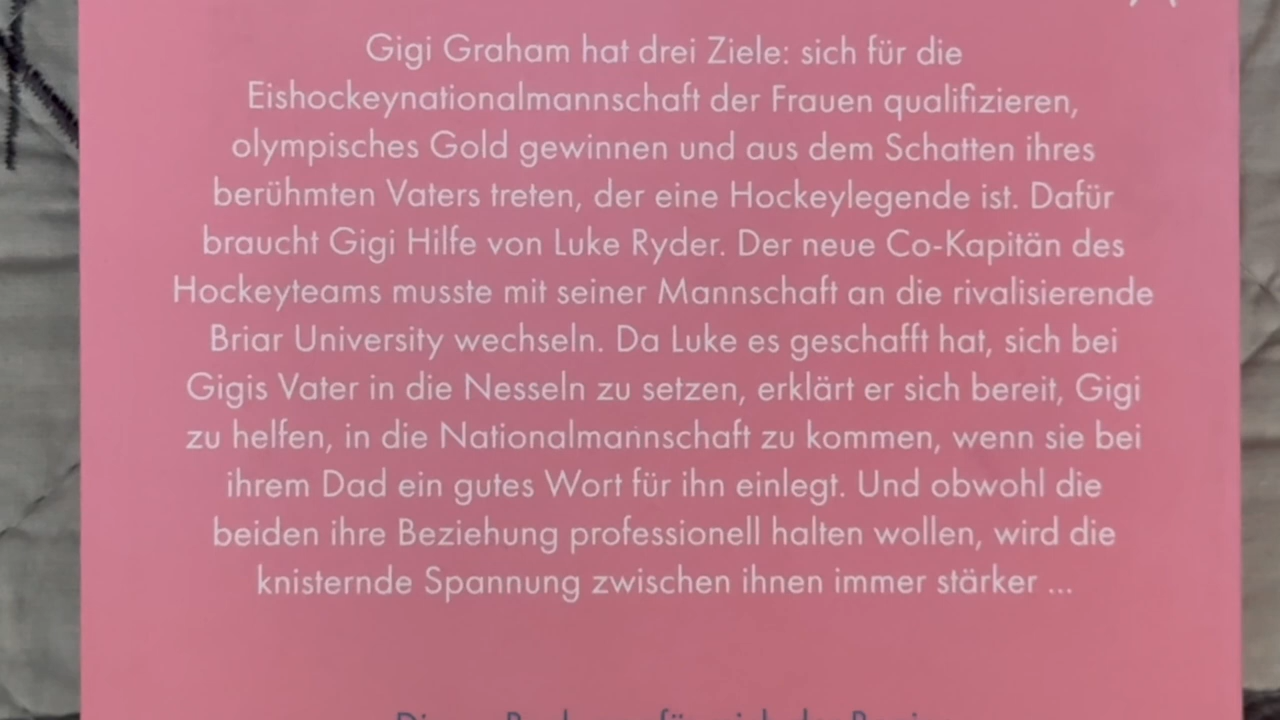 Gigi Graham hat drei Ziele: sich für die
Eishockeynationalmannschaft der Frauen qualifizieren,
olympisches Gold gewinnen und aus dem Schatten ihres
berühmten Vaters treten, der eine Hockeylegende ist. Dafür
braucht Gigi Hilfe von Luke Ryder. Der neue Co-Kapitän des
Hockeyteams musste mit seiner Mannschaft an die rivalisierende
Briar University wechseln. Da Luke es geschafft hat, sich bei
Gigis Vater in die Nesseln zu setzen, erklärt er sich bereit, Gigi
zu helfen, in die Nationalmannschaft zu kommen, wenn sie bei
ihrem Dad ein gutes Wort für ihn einlegt. Und obwohl die
beiden ihre Beziehung professionell halten wollen, wird die
knisternde Spannung zwischen ihnen immer stärker ...